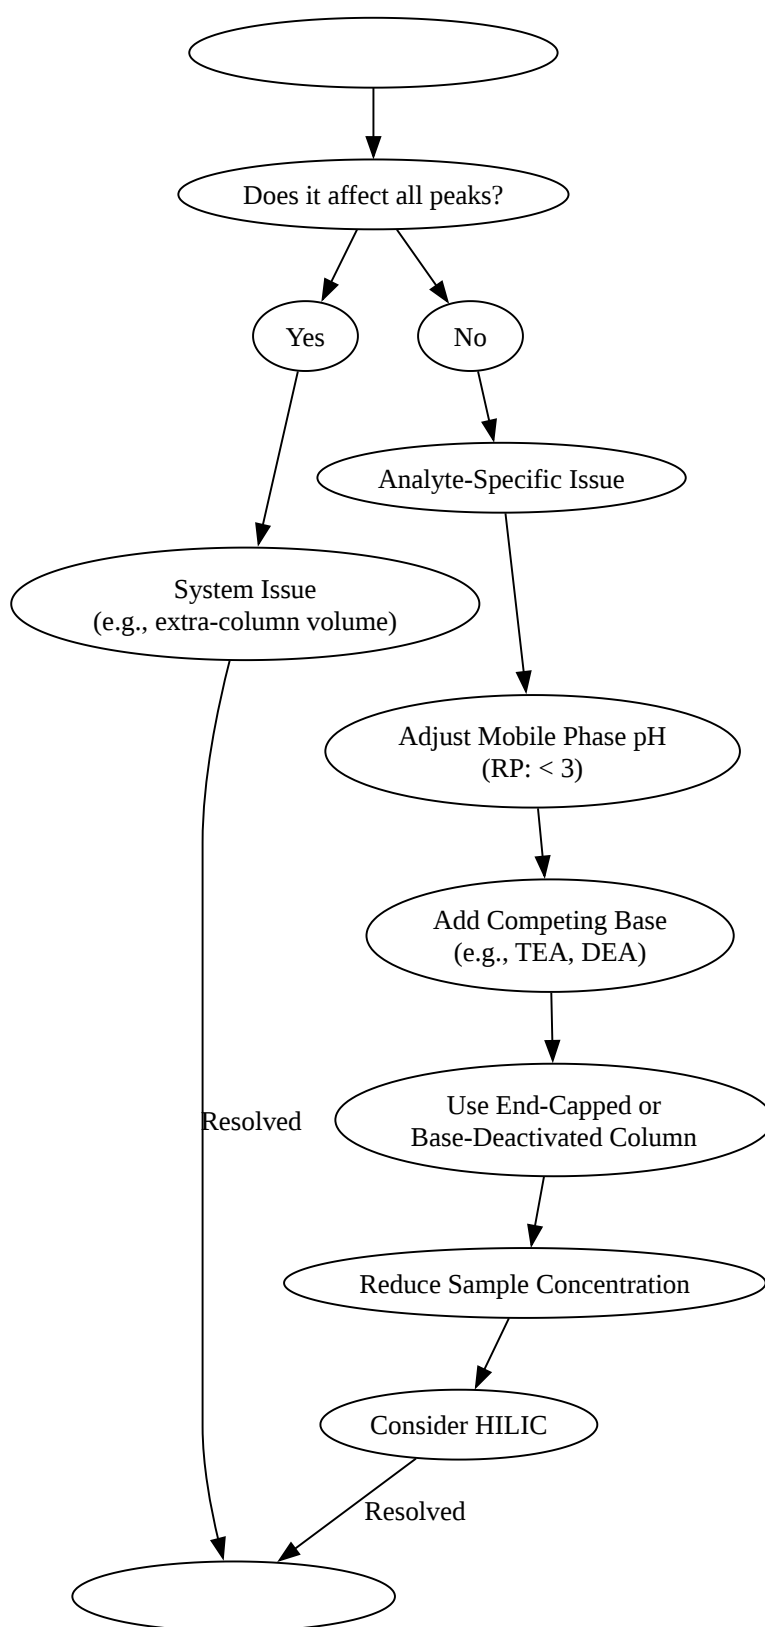 Does it affect all peaks?
Yes
No
Analyte-Specific Issue
System Issue
(e.g., extra-column volume)
Adjust Mobile Phase pH
(RP: < 3)
Add Competing Base
(e.g., TEA, DEA)
Use End-Capped or
Base-Deactivated Column
Resolved
Reduce Sample Concentration
Consider HILIC
Resolved